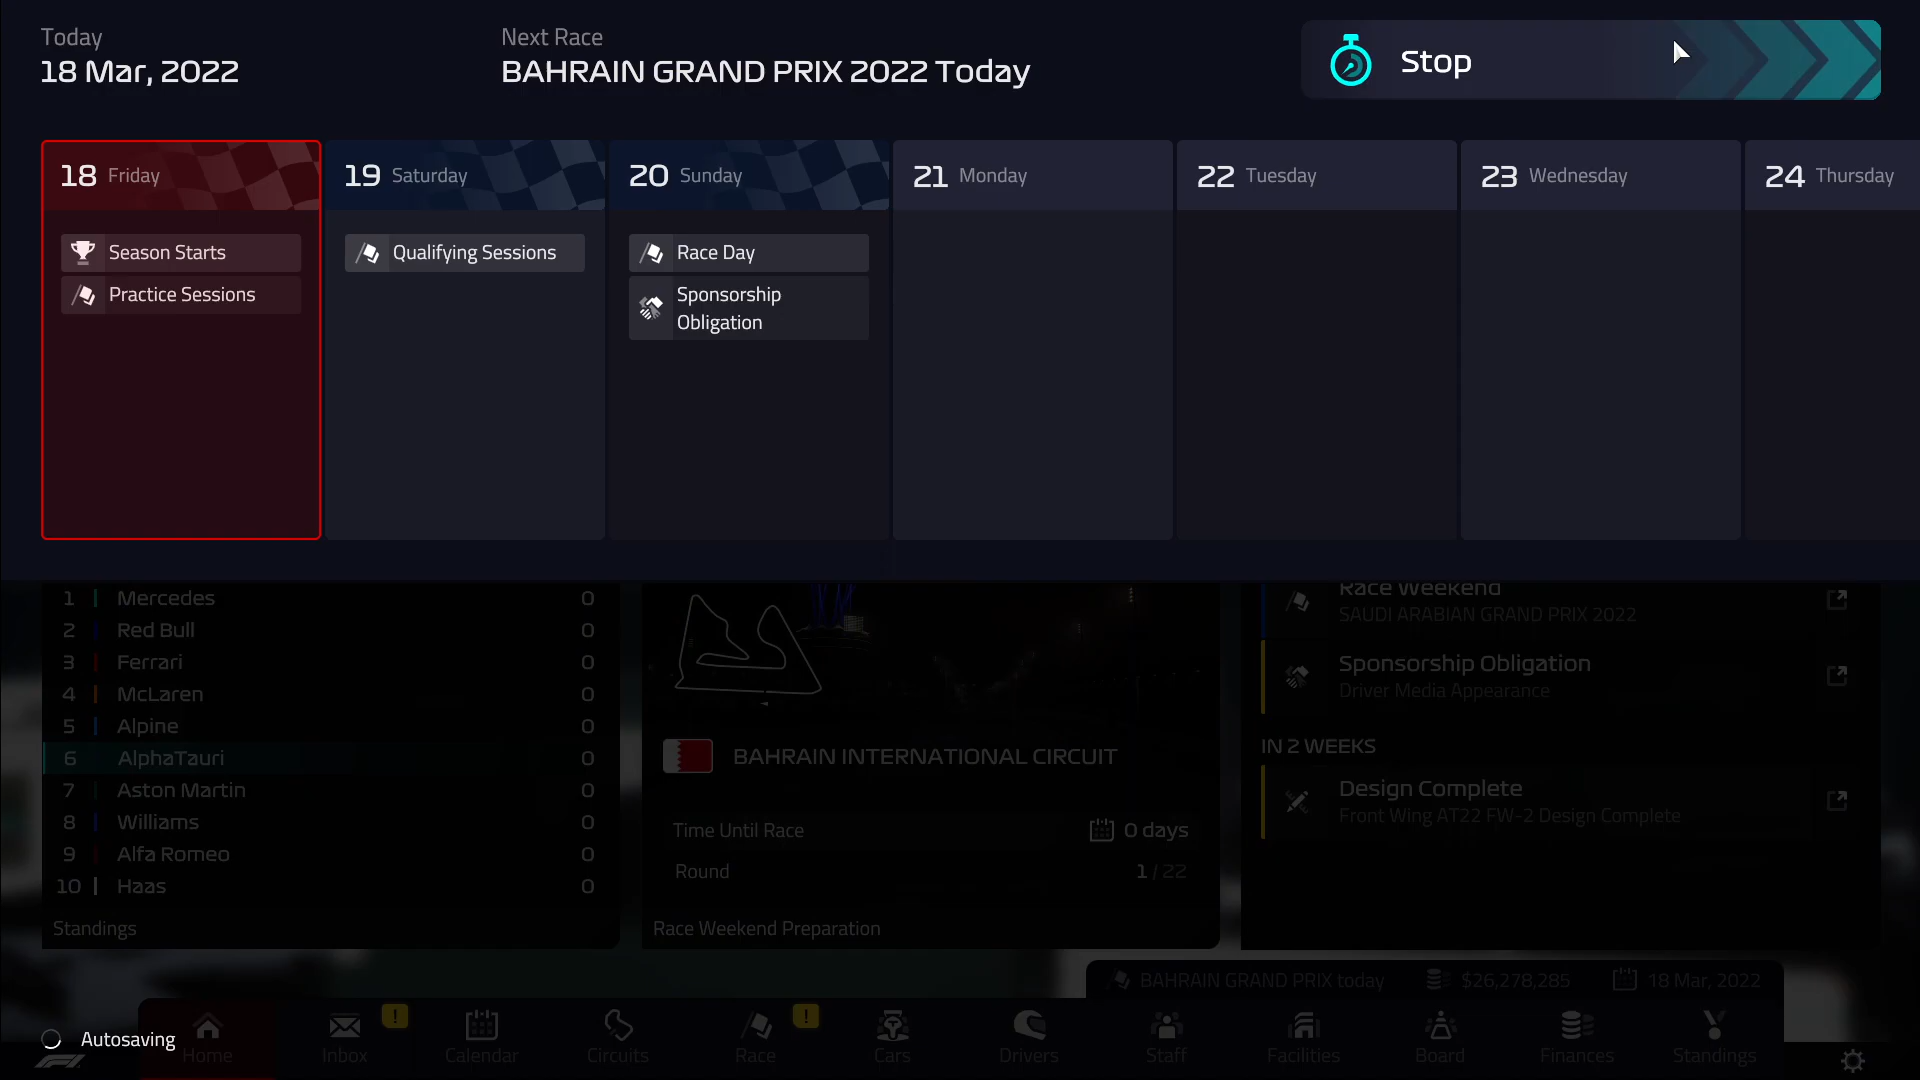 Today
18 Mar, 2022
Next Race
BAHRAIN GRAND PRIX 2022 Today
Stop
18 Friday
19 Saturday
20 Sunday
21 Monday
22 Tuesday
23 Wednesday
24 Thursday
Season Starts
Practice Sessions
Qualifying Sessions
Race Day
Sponsorship
Obligation
1 Mercedes 0
2 Red Bull 0
3 Ferrari 0
4 McLaren 0
5 Alpine 0
6 AlphaTauri 0
7 Aston Martin 0
8 Williams 0
9 Alfa Romeo 0
10 Haas 0
Standings
BAHRAIN INTERNATIONAL CIRCUIT
Time Until Race 0 days
Round 1 / 22
Race Weekend Preparation
Race Weekend
SAUDI ARABIAN GRAND PRIX 2022
Sponsorship Obligation
Driver Media Appearance
IN 2 WEEKS
Design Complete
Front Wing AT22 FW-2 Design Complete
BAHRAIN GRAND PRIX today $26,278,285 18 Mar, 2022
Autosaving
Home
Inbox
!
Calendar
Circuits
Race
!
Cars
Drivers
Staff
Facilities
Board
Finances
Standings
F1